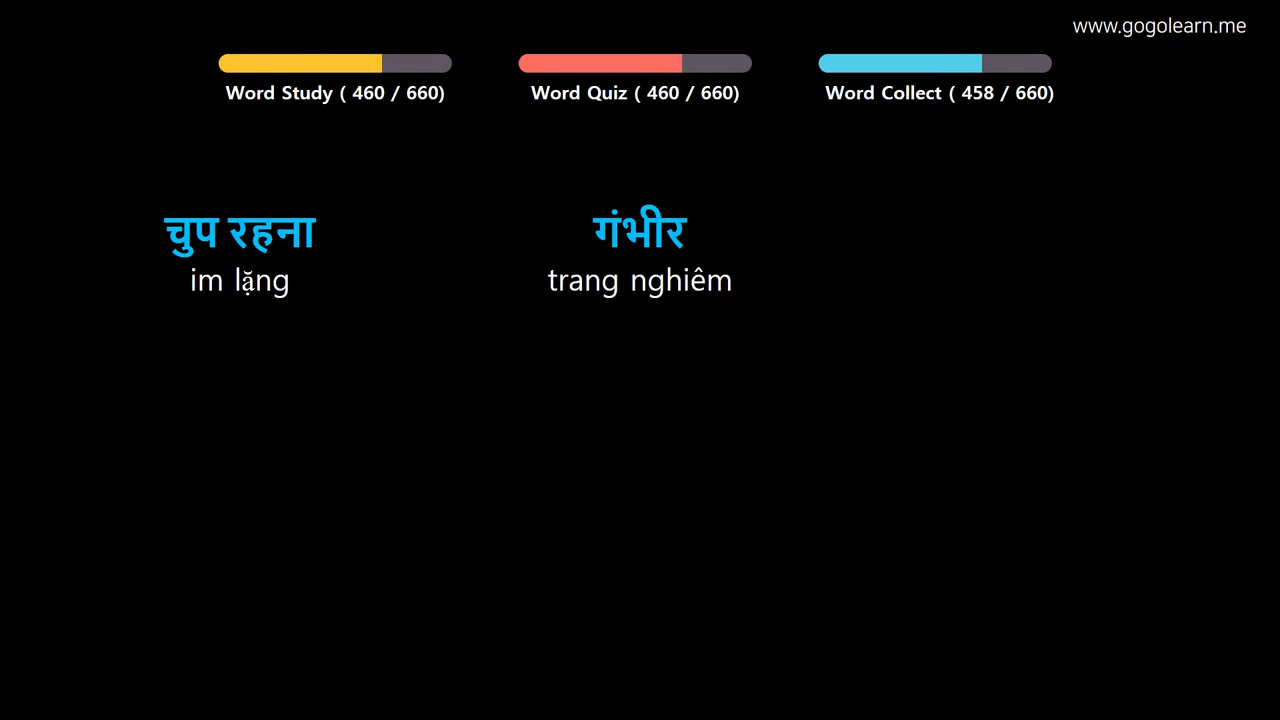 www.gogolearn.me
Word Study ( 460 / 660)
Word Quiz ( 460 / 660)
Word Collect ( 458 / 660)
चुप रहना
im lặng
गंभीर
trang nghiêm